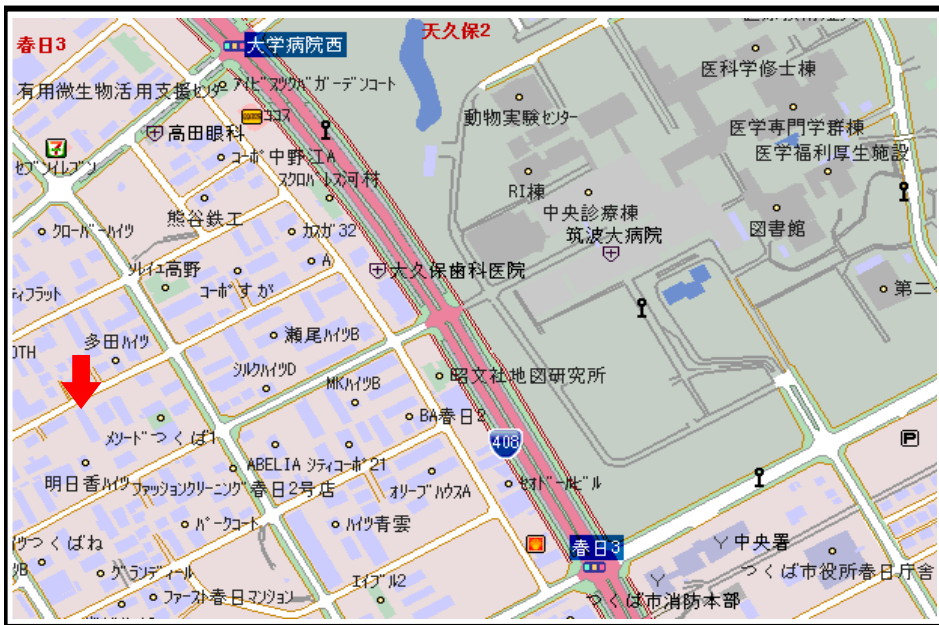 春日3
大学病院西
天久保2
有用微生物活用支援センタ
アイビスツクバガーデンコート
医科学修士棟
ココス
高田眼科
動物実験センター
医学専門学群棟
セブンイレブン
コーポ中野江A
医学福利厚生施設
スクロバレス河村
RI棟
熊谷鉄工
中央診療棟
クローバーハイツ
カスガ32
筑波大病院
図書館
ソレイユ高野
A
大久保歯科医院
ティフラット
コーポすが
第二
多田ハイツ
瀬尾ハイツB
OTH
シルクハイツD
MKハイツB
昭文社地図研究所
BA春日2
メゾードつくば1
408
P
明日香ハイツ
ABELIA シティコーポ21
ファッションクリーニング春日2号店
オリーブハウスA
セオドールビル
パークコート
ハイツ青雲
イツつくばね
春日3
中央署
グランディール
エイブル2
つくば市役所春日庁舎
ファースト春日マンション
つくば市消防本部